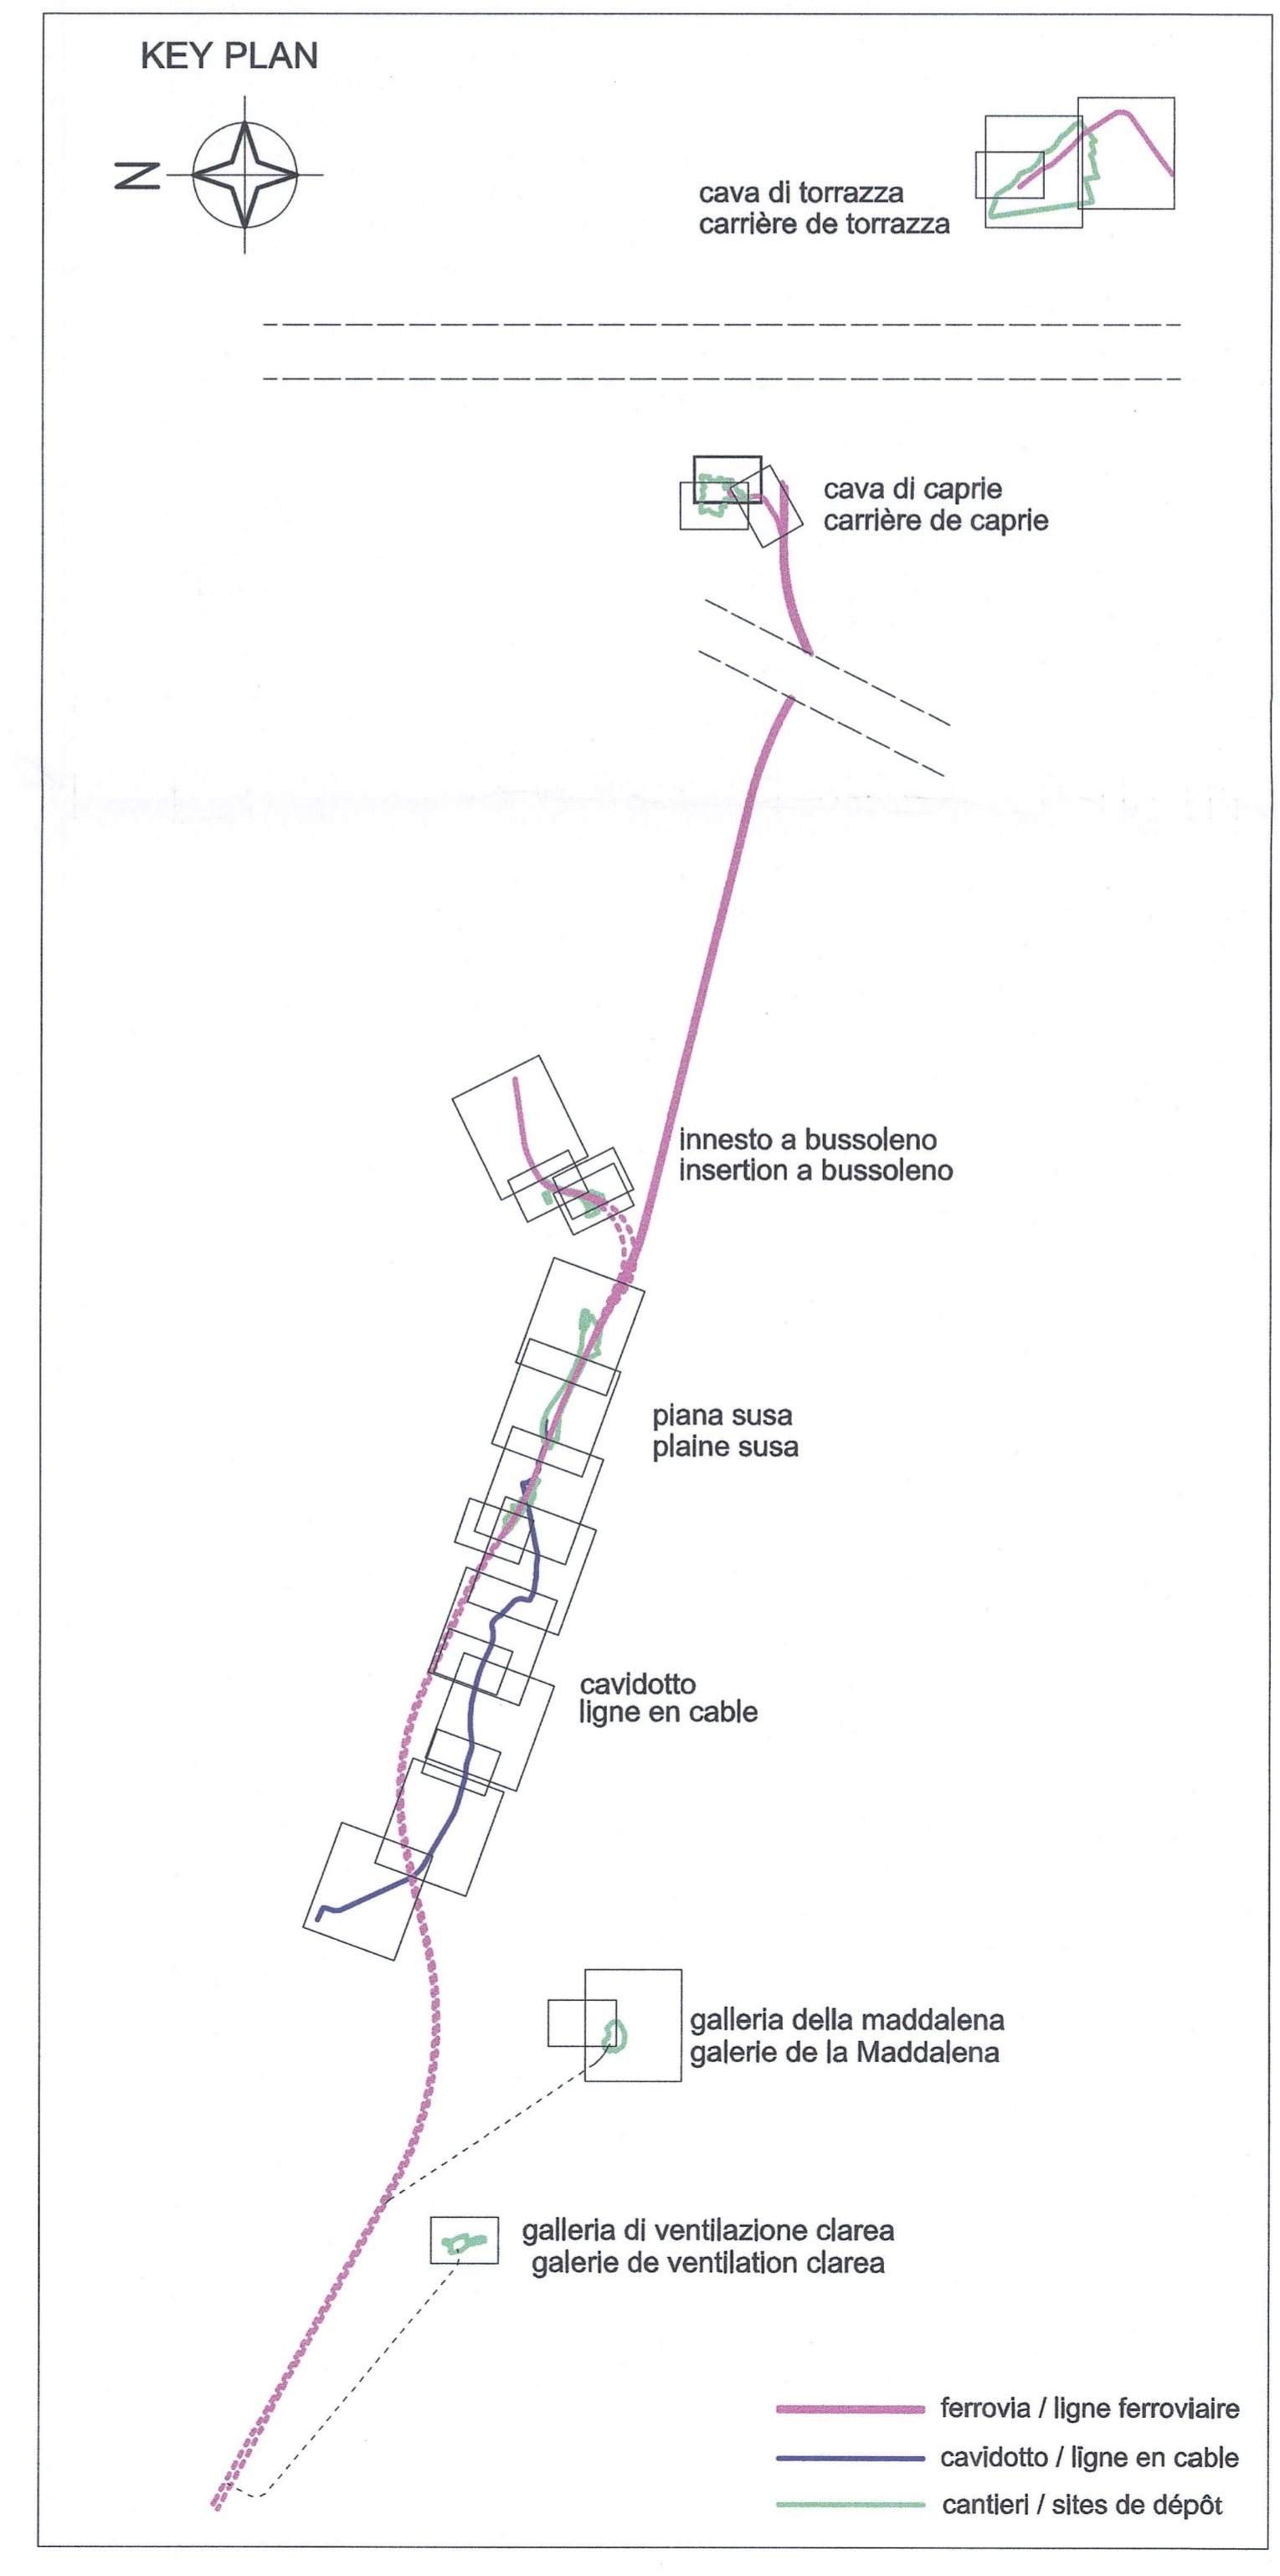 KEY PLAN
N
cava di torrazza
carrière de torrazza
cava di caprie
carrière de caprie
innesto a bussoleno
insertion a bussoleno
piana susa
plaine susa
cavidotto
ligne en cable
galleria della maddalena
galerie de la Maddalena
galleria di ventilazione clarea
galerie de ventilation clarea
ferrovia / ligne ferroviaire
cavidotto / ligne en cable
cantieri / sites de dépôt